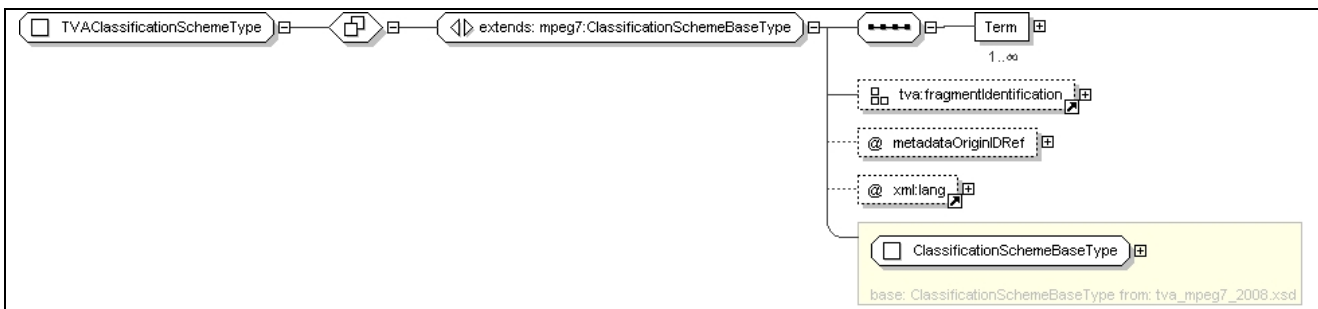 TVAClassificationSchemeType
extends: mpeg7:ClassificationSchemeBaseType
Term
1..∞
tva:fragmentIdentification
@ metadataOriginIDRef
@ xml:lang
ClassificationSchemeBaseType
base: ClassificationSchemeBaseType from: tva_mpeg7_2008.xsd